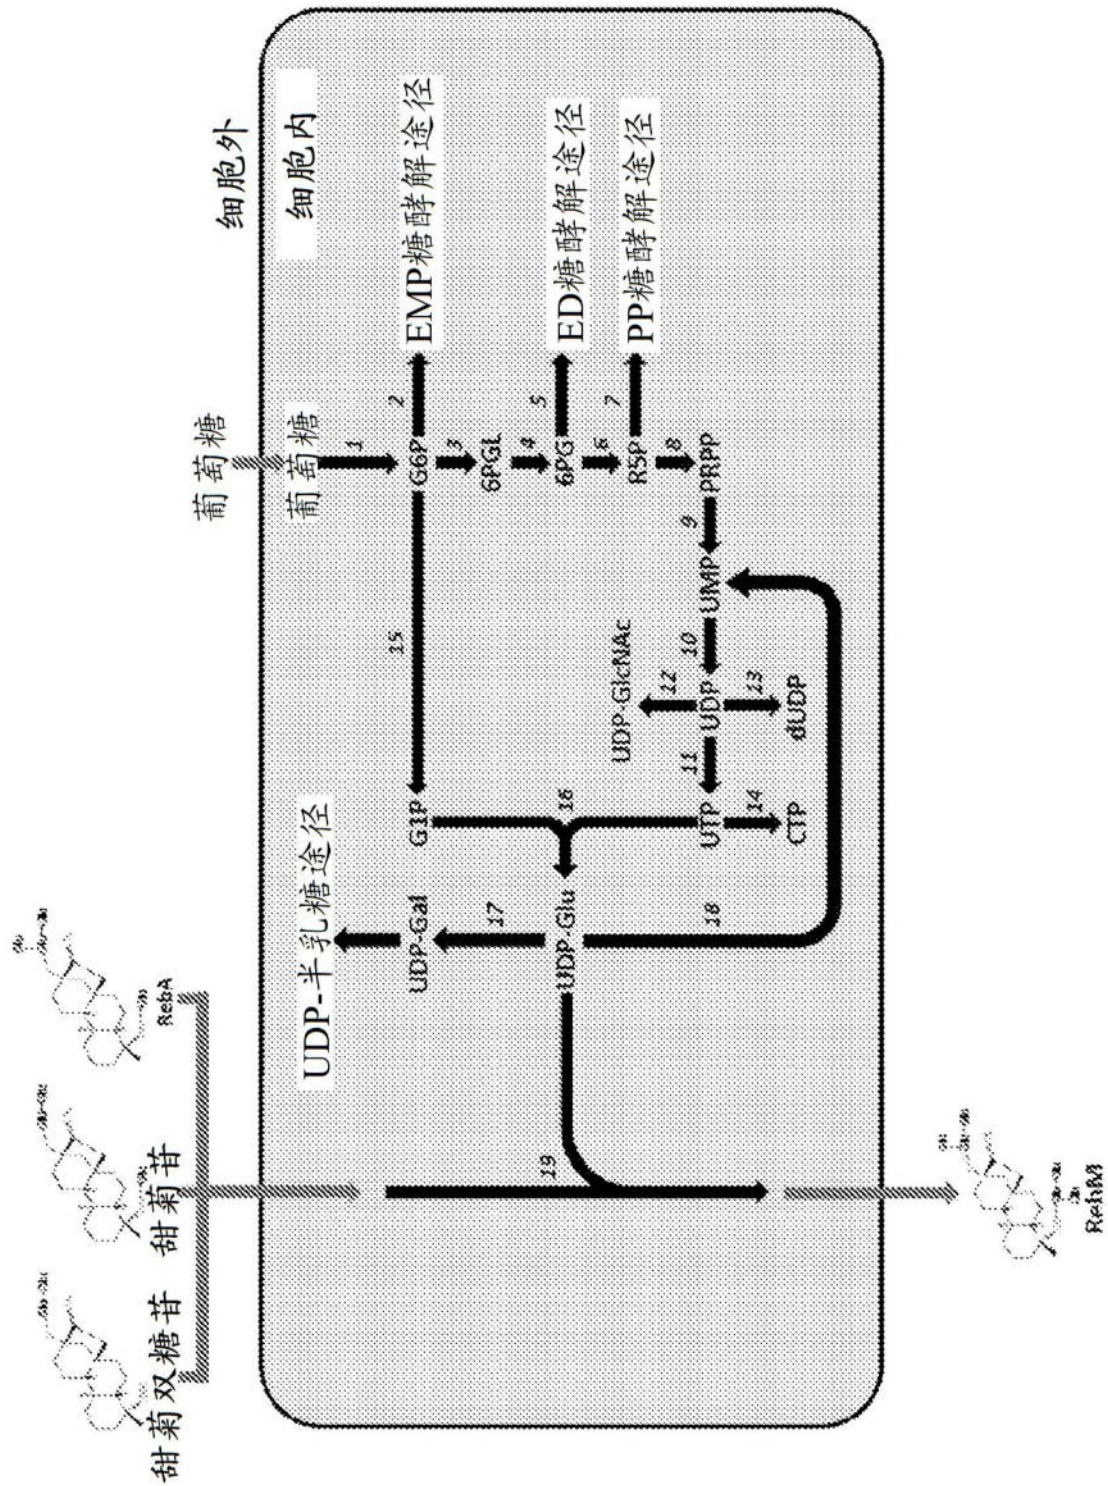 甜菊双糖苷
甜菊苷
RebA
葡萄糖
细胞外
葡萄糖
细胞内
UDP-半乳糖途径
1
15
2
UDP-Gal
G1P
G6P
EMP糖酵解途径
3
17
6PGL
4
5
19
UDP-Glu
16
6PG
ED糖酵解途径
6
7
UDP-GlcNAc
R5P
PP糖酵解途径
12
8
18
11
10
9
UTP
UDP
UMP
PRPP
14
13
CTP
dUDP
RebM